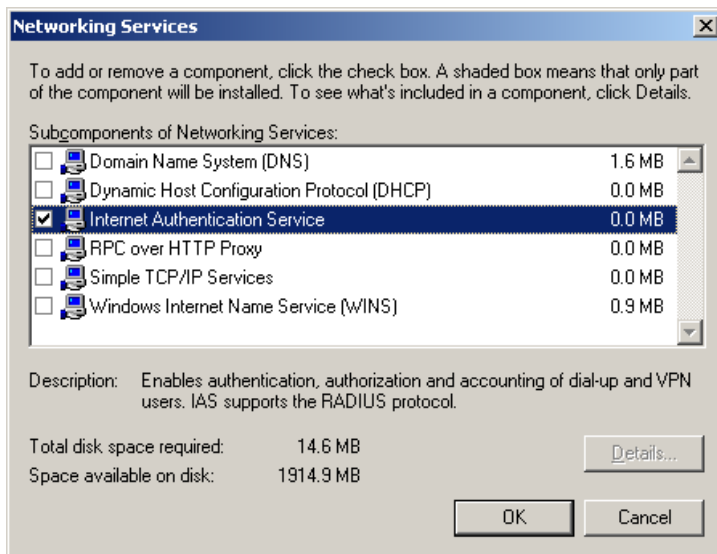 Networking Services
To add or remove a component, click the check box. A shaded box means that only part
of the component will be installed. To see what's included in a component, click Details.
Subcomponents of Networking Services:
Domain Name System (DNS) 1.6 MB
Dynamic Host Configuration Protocol (DHCP) 0.0 MB
Internet Authentication Service 0.0 MB
RPC over HTTP Proxy 0.0 MB
Simple TCP/IP Services 0.0 MB
Windows Internet Name Service (WINS) 0.9 MB
Description: Enables authentication, authorization and accounting of dial-up and VPN
users. IAS supports the RADIUS protocol.
Total disk space required: 14.6 MB
Details...
Space available on disk: 1914.9 MB
OK Cancel